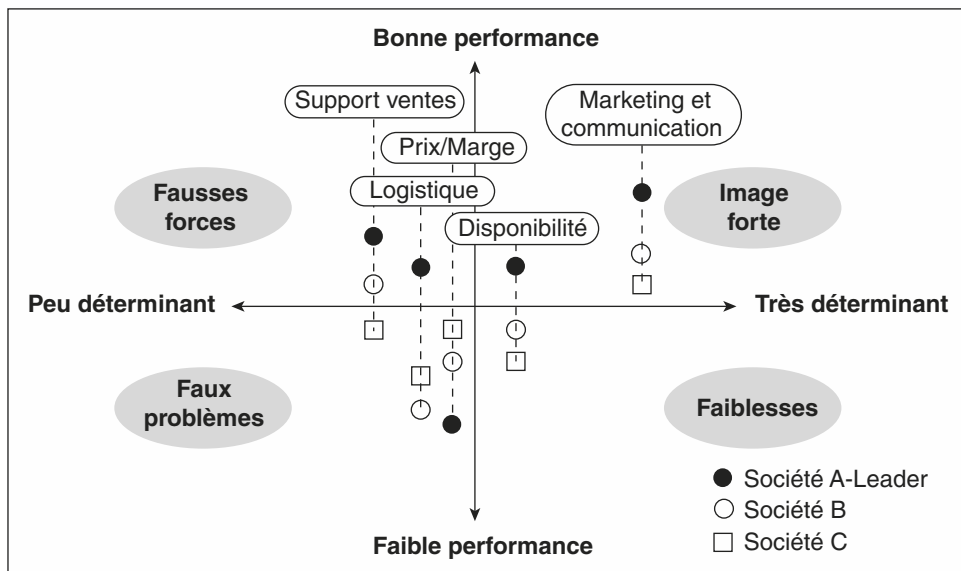 Bonne performance
Support ventes
Marketing et
communication
Prix/Marge
Logistique
Fausses
forces
Image
forte
Disponibilité
Peu déterminant
Très déterminant
Faux
problèmes
Faiblesses
Société A-Leader
Société B
Société C
Faible performance